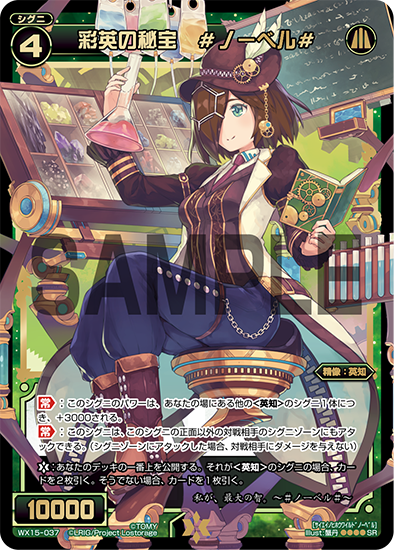 シグニ
4
彩英の秘宝　＃ノーベル＃
SAMPLE
精像：英知
常：このシグニのパワーは、あなたの場にある他の<英知>のシグニ1体につ
き、+3000される。
常：このシグニは、このシグニの正面以外の対戦相手のシグニゾーンにもアタ
ックできる。（シグニゾーンにアタックした場合、対戦相手にダメージを与えない）
：あなたのデッキの一番上を公開する。それが<英知>のシグニの場合、カー
ドを2枚引く。そうでない場合、カードを1枚引く。
私が、最大の智。～＃ノーベル＃～
10000
©TOMY
WX15-037 ©LRIG/Project Lostorage
SR